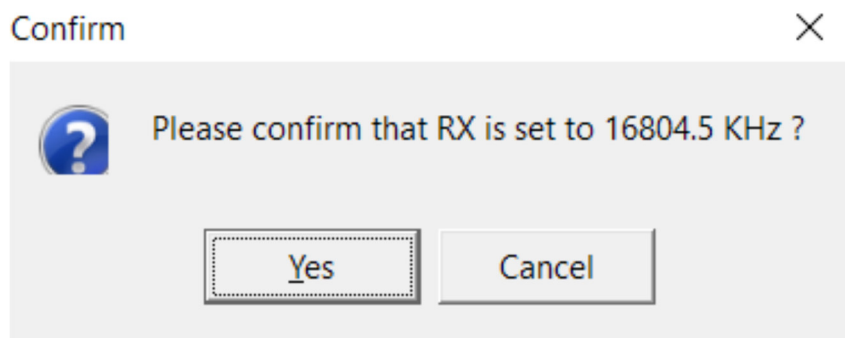 Confirm
Please confirm that RX is set to 16804.5 KHz ?
Yes
Cancel